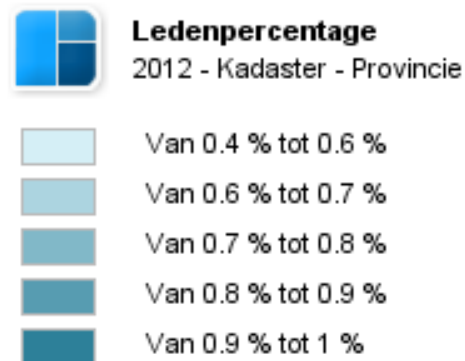 Ledenpercentage
2012 - Kadaster - Provincie
Van 0.4 % tot 0.6 %
Van 0.6 % tot 0.7 %
Van 0.7 % tot 0.8 %
Van 0.8 % tot 0.9 %
Van 0.9 % tot 1 %